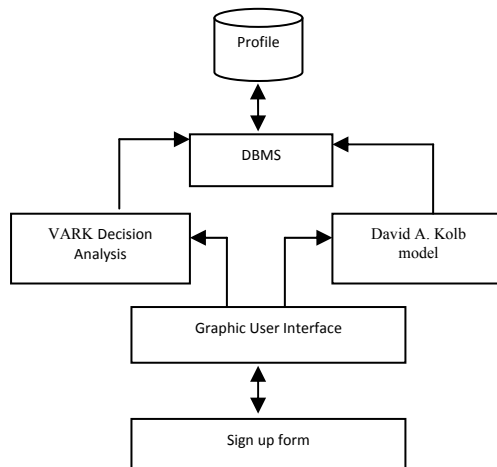 Profile
DBMS
VARK Decision
Analysis
David A. Kolb
model
Graphic User Interface
Sign up form